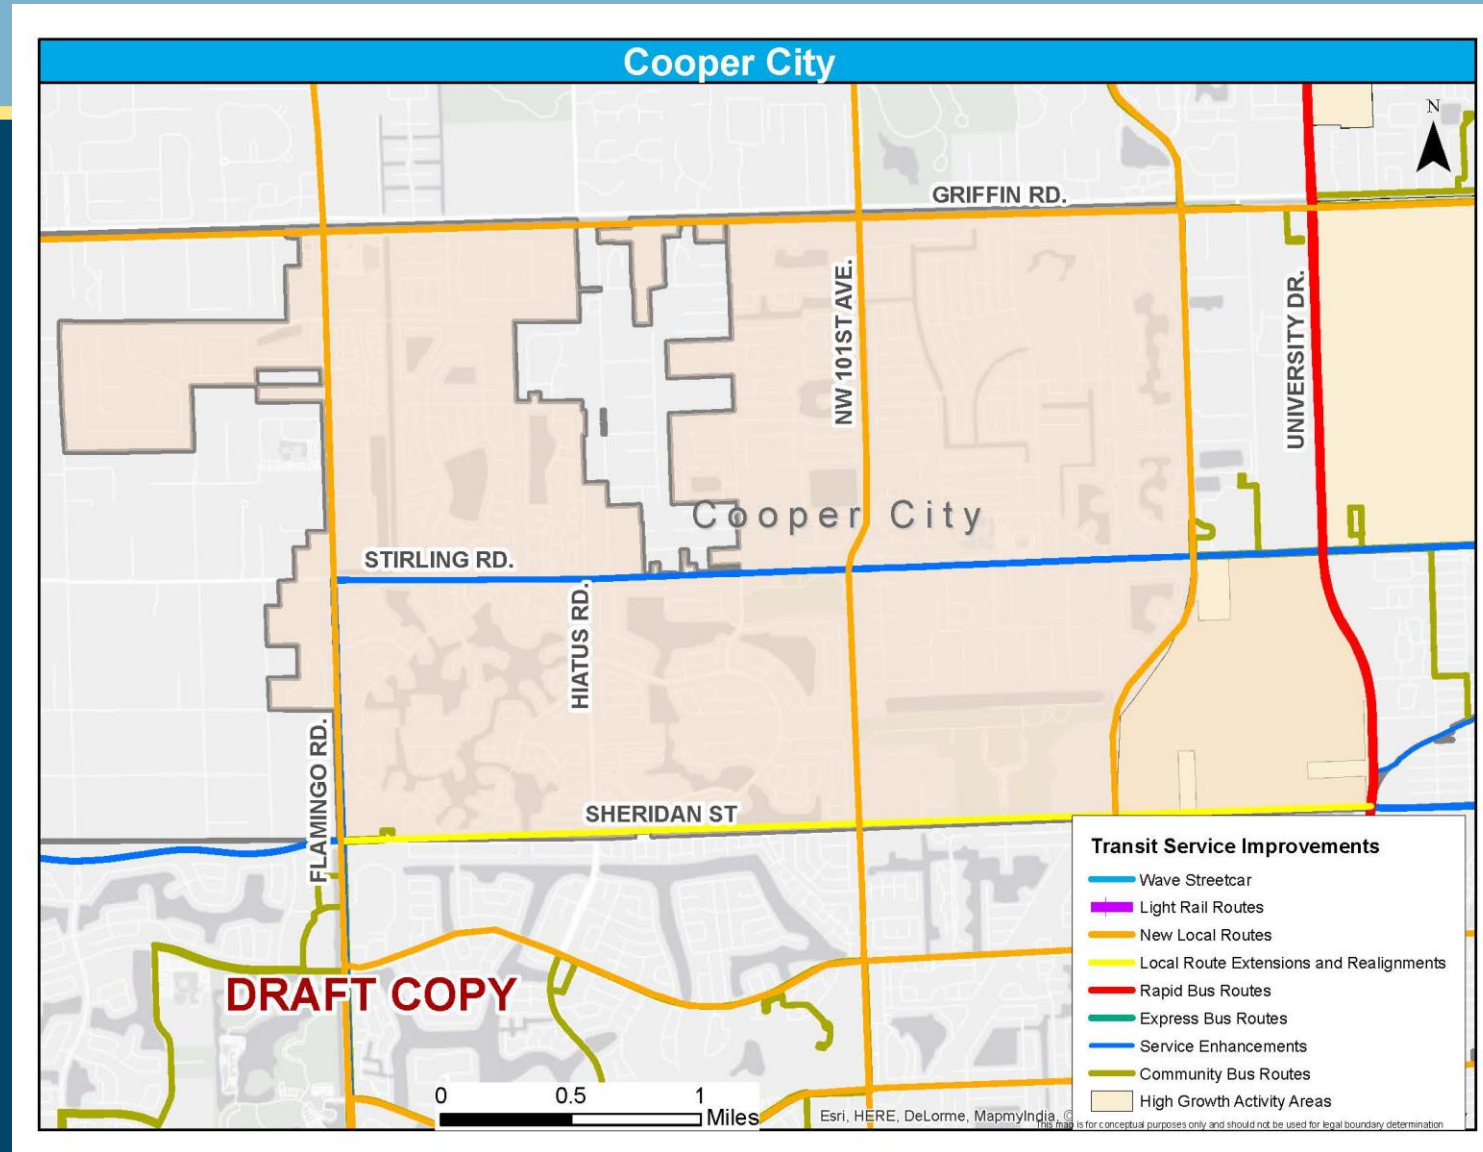 Cooper City
N
GRIFFIN RD.
NW 101ST AVE.
UNIVERSITY DR.
Cooper City
STIRLING RD.
HIATUS RD.
FLAMINGO RD.
SHERIDAN ST
DRAFT COPY
0 0.5 1
Miles
Esri, HERE, DeLorme, MapmyIndia, ©
Transit Service Improvements
Wave Streetcar
Light Rail Routes
New Local Routes
Local Route Extensions and Realignments
Rapid Bus Routes
Express Bus Routes
Service Enhancements
Community Bus Routes
High Growth Activity Areas
This map is for conceptual purposes only and should not be used for legal boundary determination